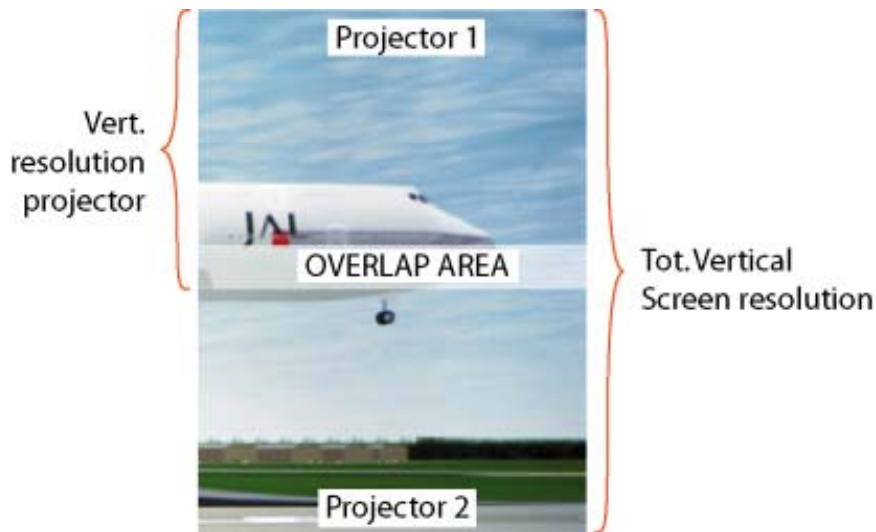 Projector 1
Vert.
resolution
projector
JAL
OVERLAP AREA
Tot. Vertical
Screen resolution
Projector 2